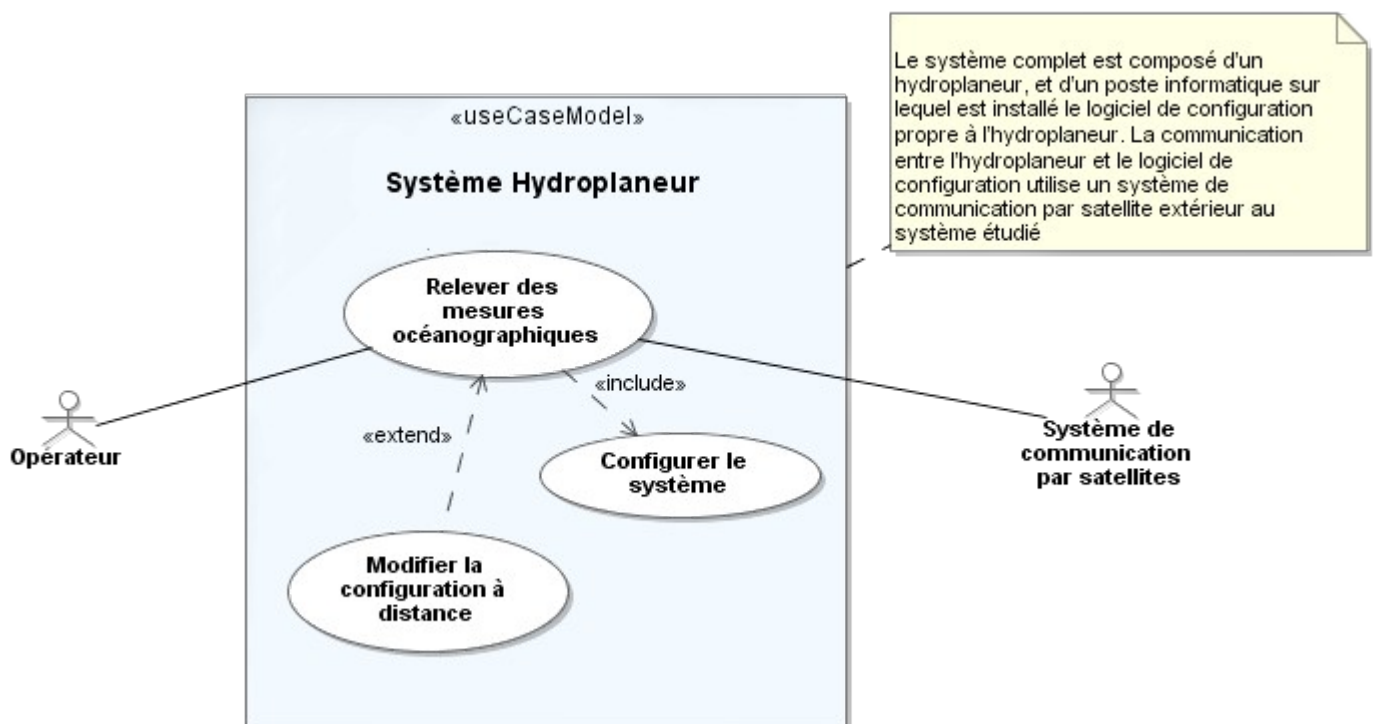 Le système complet est composé d'un
hydroplaneur, et d'un poste informatique sur
lequel est installé le logiciel de configuration
propre à l'hydroplaneur. La communication
entre l'hydroplaneur et le logiciel de
configuration utilise un système de
communication par satellite extérieur au
système étudié
«useCaseModel»
Système Hydroplaneur
Relever des
mesures
océanographiques
«include»
«extend»
Opérateur
Système de
communication
par satellites
Configurer le
système
Modifier la
configuration à
distance